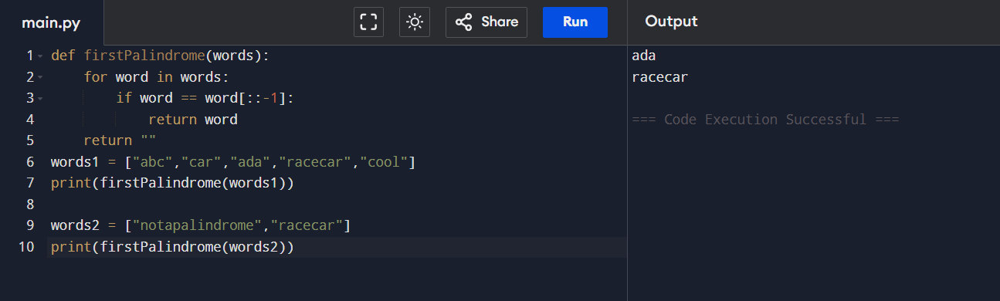 main.py
Share
Run
Output
1 def firstPalindrome(words):
2     for word in words:
3         if word == word[::-1]:
4             return word
5     return ""
6 words1 = ["abc","car","ada","racecar","cool"]
7 print(firstPalindrome(words1))
8
9 words2 = ["notapalindrome","racecar"]
10 print(firstPalindrome(words2))
ada
racecar
=== Code Execution Successful ===